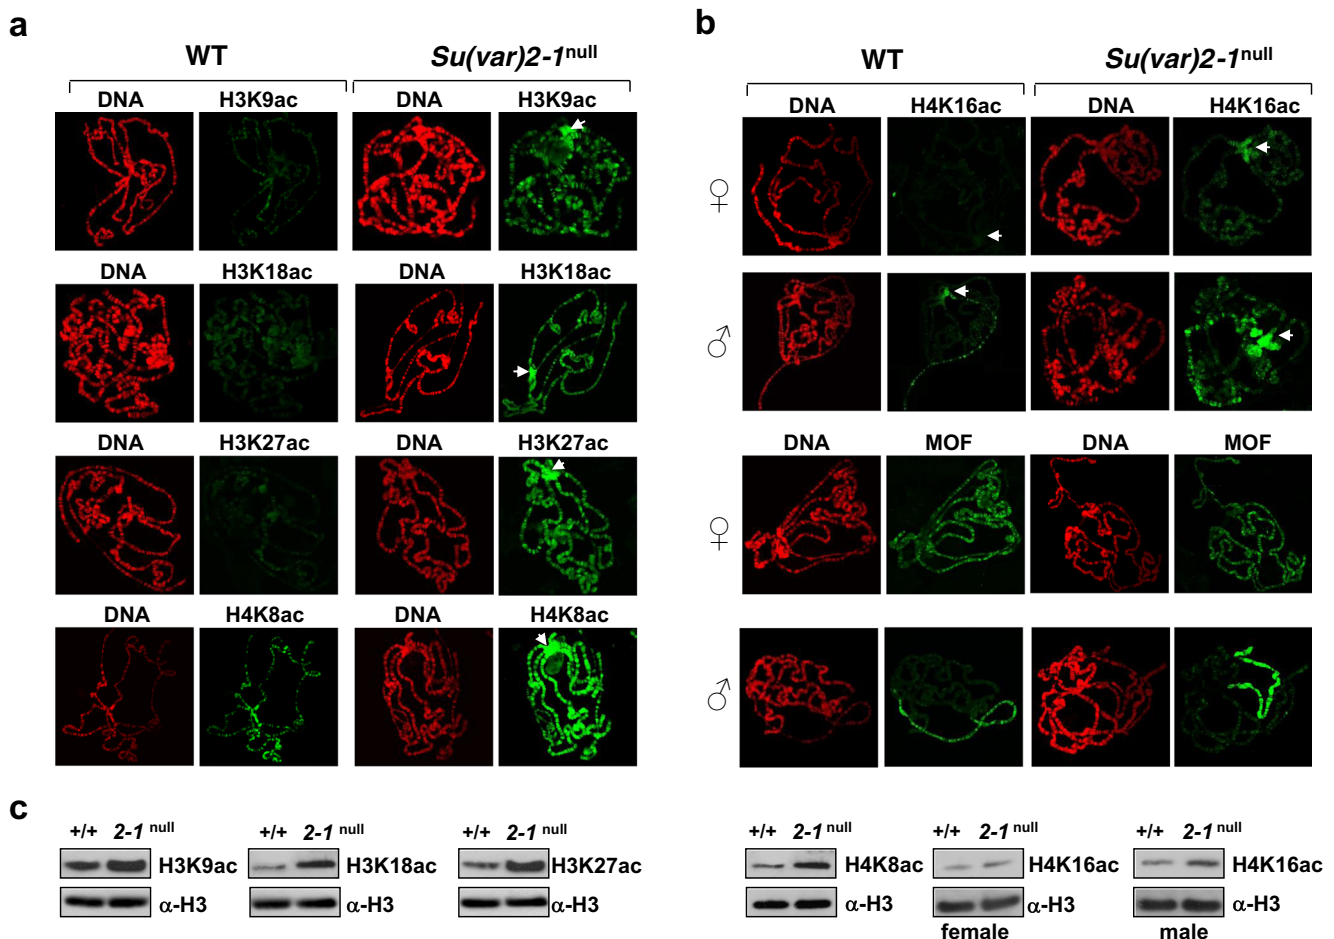 a
WT Su(var)2-1null
DNA H3K9ac DNA H3K9ac
DNA H3K18ac DNA H3K18ac
DNA H3K27ac DNA H3K27ac
DNA H4K8ac DNA H4K8ac
b
WT Su(var)2-1null
DNA H4K16ac DNA H4K16ac
♀
♂
DNA MOF DNA MOF
♀
♂
c
+/+ 2-1 null
H3K9ac
α-H3
+/+ 2-1 null
H3K18ac
α-H3
+/+ 2-1 null
H3K27ac
α-H3
+/+ 2-1 null
H4K8ac
α-H3
+/+ 2-1 null
H4K16ac
α-H3
female
+/+ 2-1 null
H4K16ac
α-H3
male